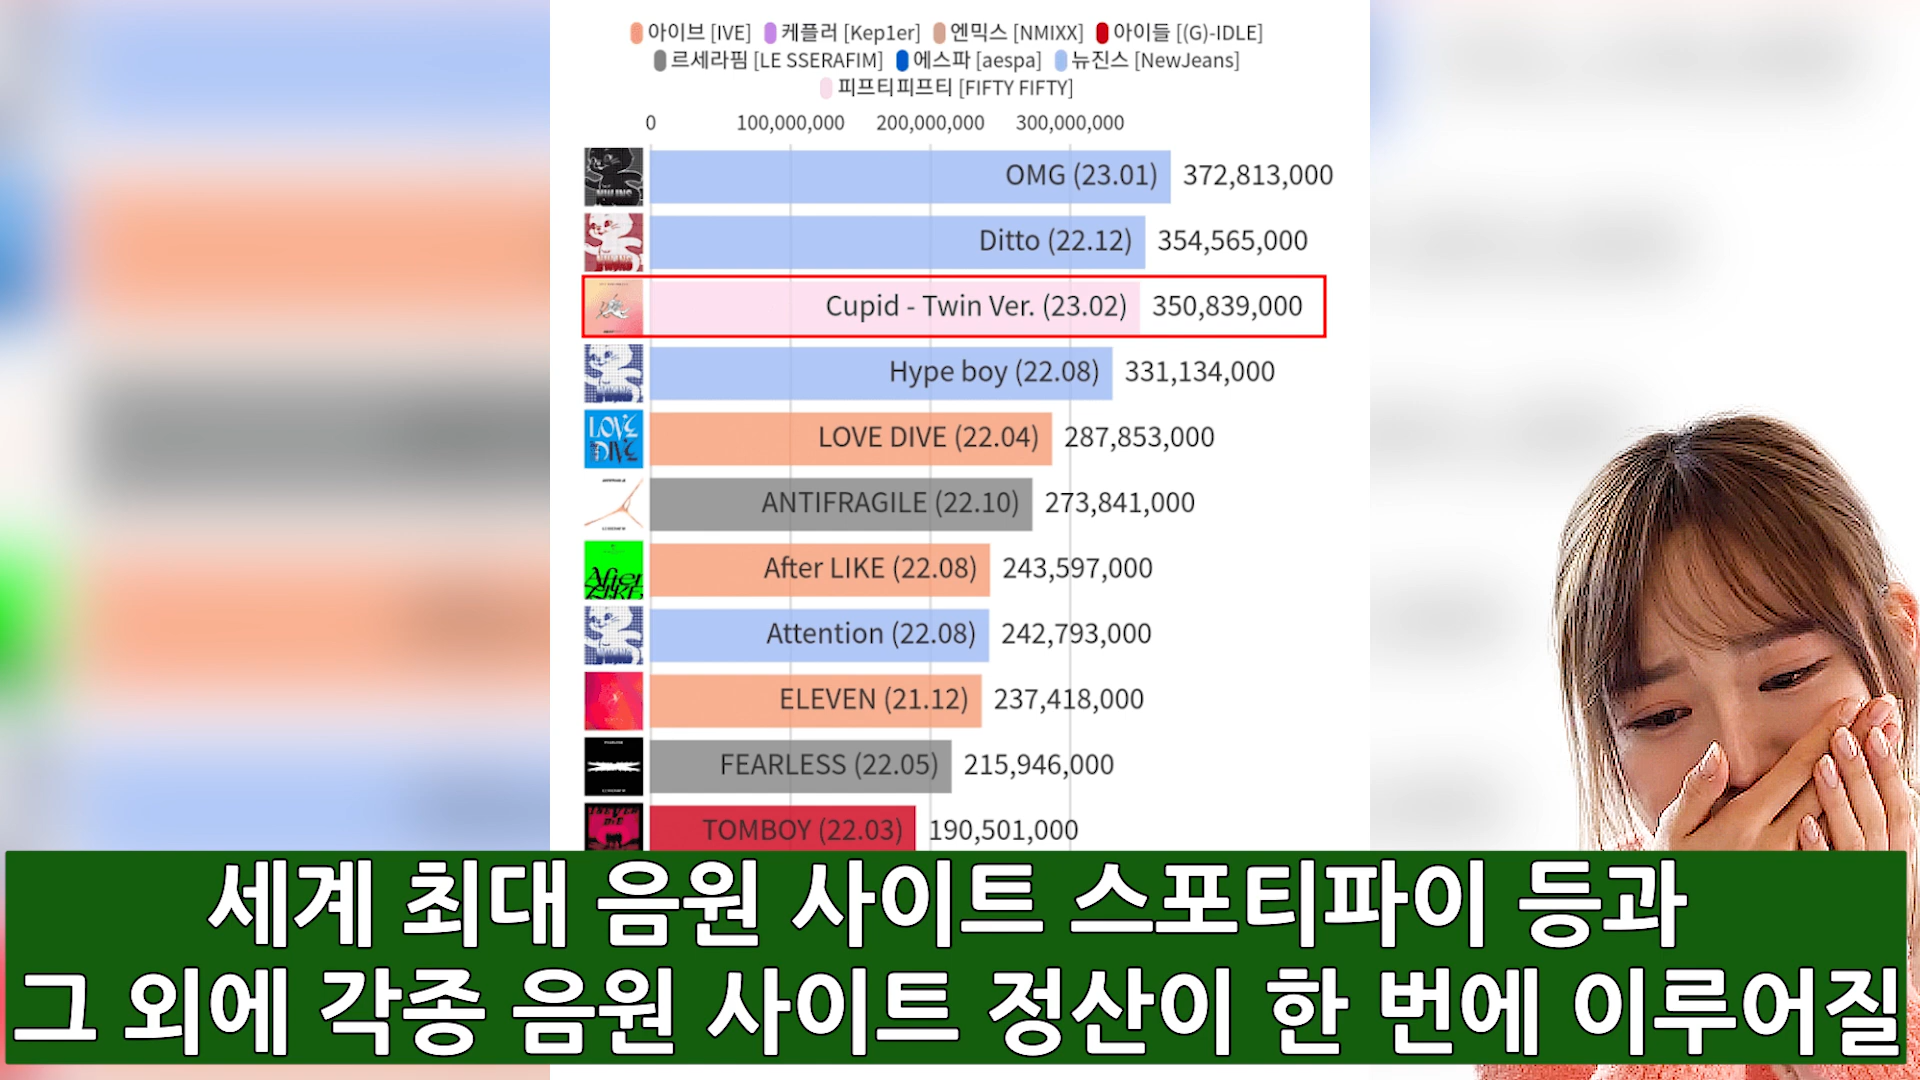 아이브 [IVE] 케플러 [Kep1er] 엔믹스 [NMIXX] 아이들 [(G)-IDLE]
르세라핌 [LE SSERAFIM] 에스파 [aespa] 뉴진스 [NewJeans]
피프티피프티 [FIFTY FIFTY]
0 100,000,000 200,000,000 300,000,000
OMG (23.01) 372,813,000
Ditto (22.12) 354,565,000
Cupid - Twin Ver. (23.02) 350,839,000
Hype boy (22.08) 331,134,000
LOVE DIVE (22.04) 287,853,000
ANTIFRAGILE (22.10) 273,841,000
After LIKE (22.08) 243,597,000
Attention (22.08) 242,793,000
ELEVEN (21.12) 237,418,000
FEARLESS (22.05) 215,946,000
TOMBOY (22.03) 190,501,000
세계 최대 음원 사이트 스포티파이 등과
그 외에 각종 음원 사이트 정산이 한 번에 이루어질